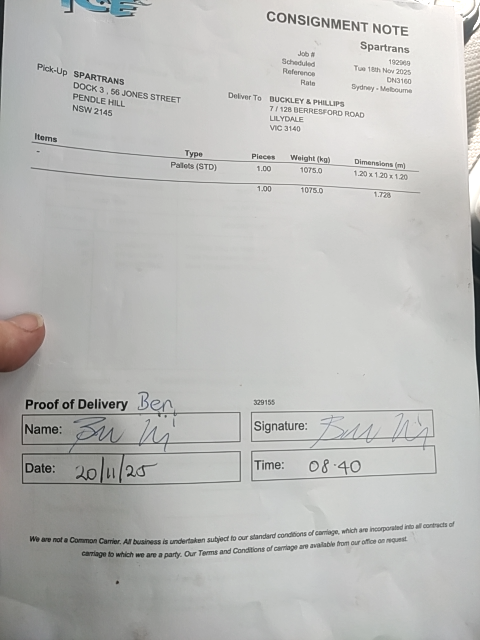 ICE
CONSIGNMENT NOTE
Spartrans
Job # 192969
Scheduled Tue 18th Nov 2025
Reference DN3160
Rate Sydney - Melbourne
Pick-Up SPARTRANS
DOCK 3 , 56 JONES STREET
PENDLE HILL
NSW 2145
Deliver To BUCKLEY & PHILLIPS
7 / 128 BERRESFORD ROAD
LILYDALE
VIC 3140
Items
Type Pieces Weight (kg) Dimensions (m)
- Pallets (STD) 1.00 1075.0 1.20 x 1.20 x 1.20
1.00 1075.0 1.728
Proof of Delivery Ben
329155
Name:
Signature:
Date: 20/11/25
Time: 08.40
We are not a Common Carrier. All business is undertaken subject to our standard conditions of carriage, which are incorporated into all contracts of
carriage to which we are a party. Our Terms and Conditions of carriage are available from our office on request.